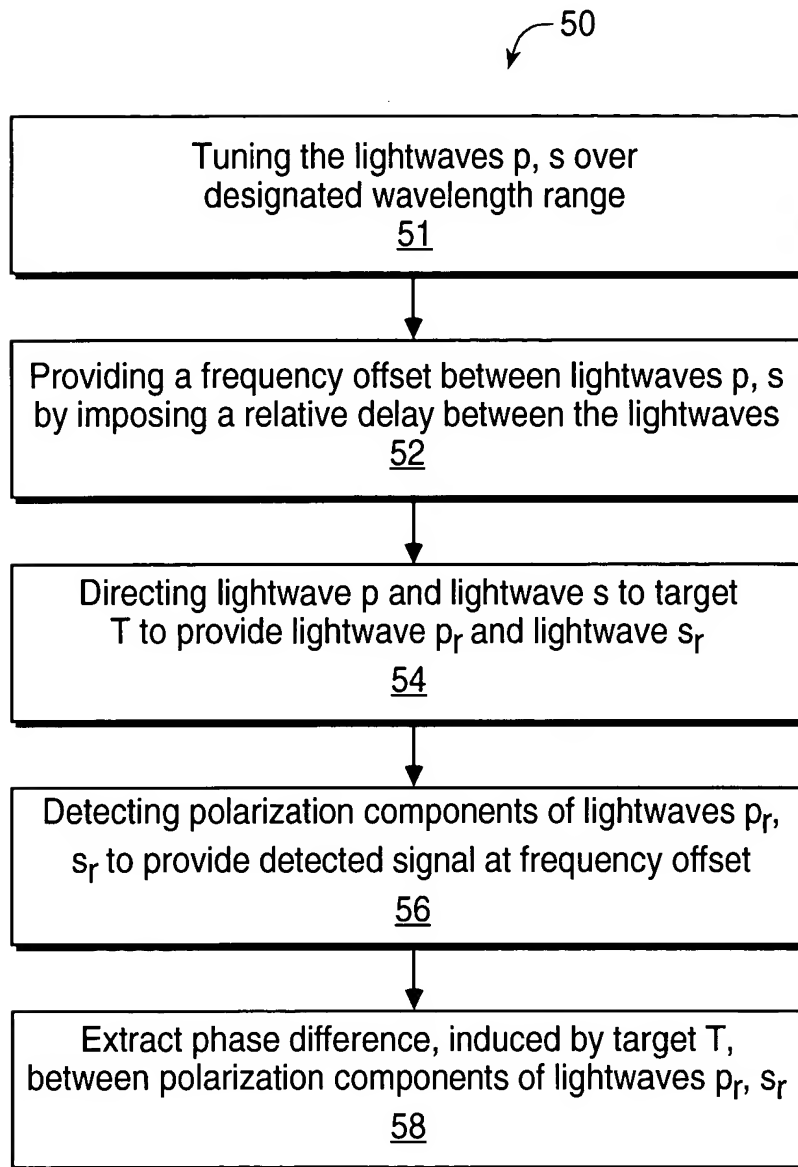 50
Tuning the lightwaves p, s over
designated wavelength range
51
Providing a frequency offset between lightwaves p, s
by imposing a relative delay between the lightwaves
52
Directing lightwave p and lightwave s to target
T to provide lightwave pr and lightwave sr
54
Detecting polarization components of lightwaves pr,
sr to provide detected signal at frequency offset
56
Extract phase difference, induced by target T,
between polarization components of lightwaves pr, sr
58